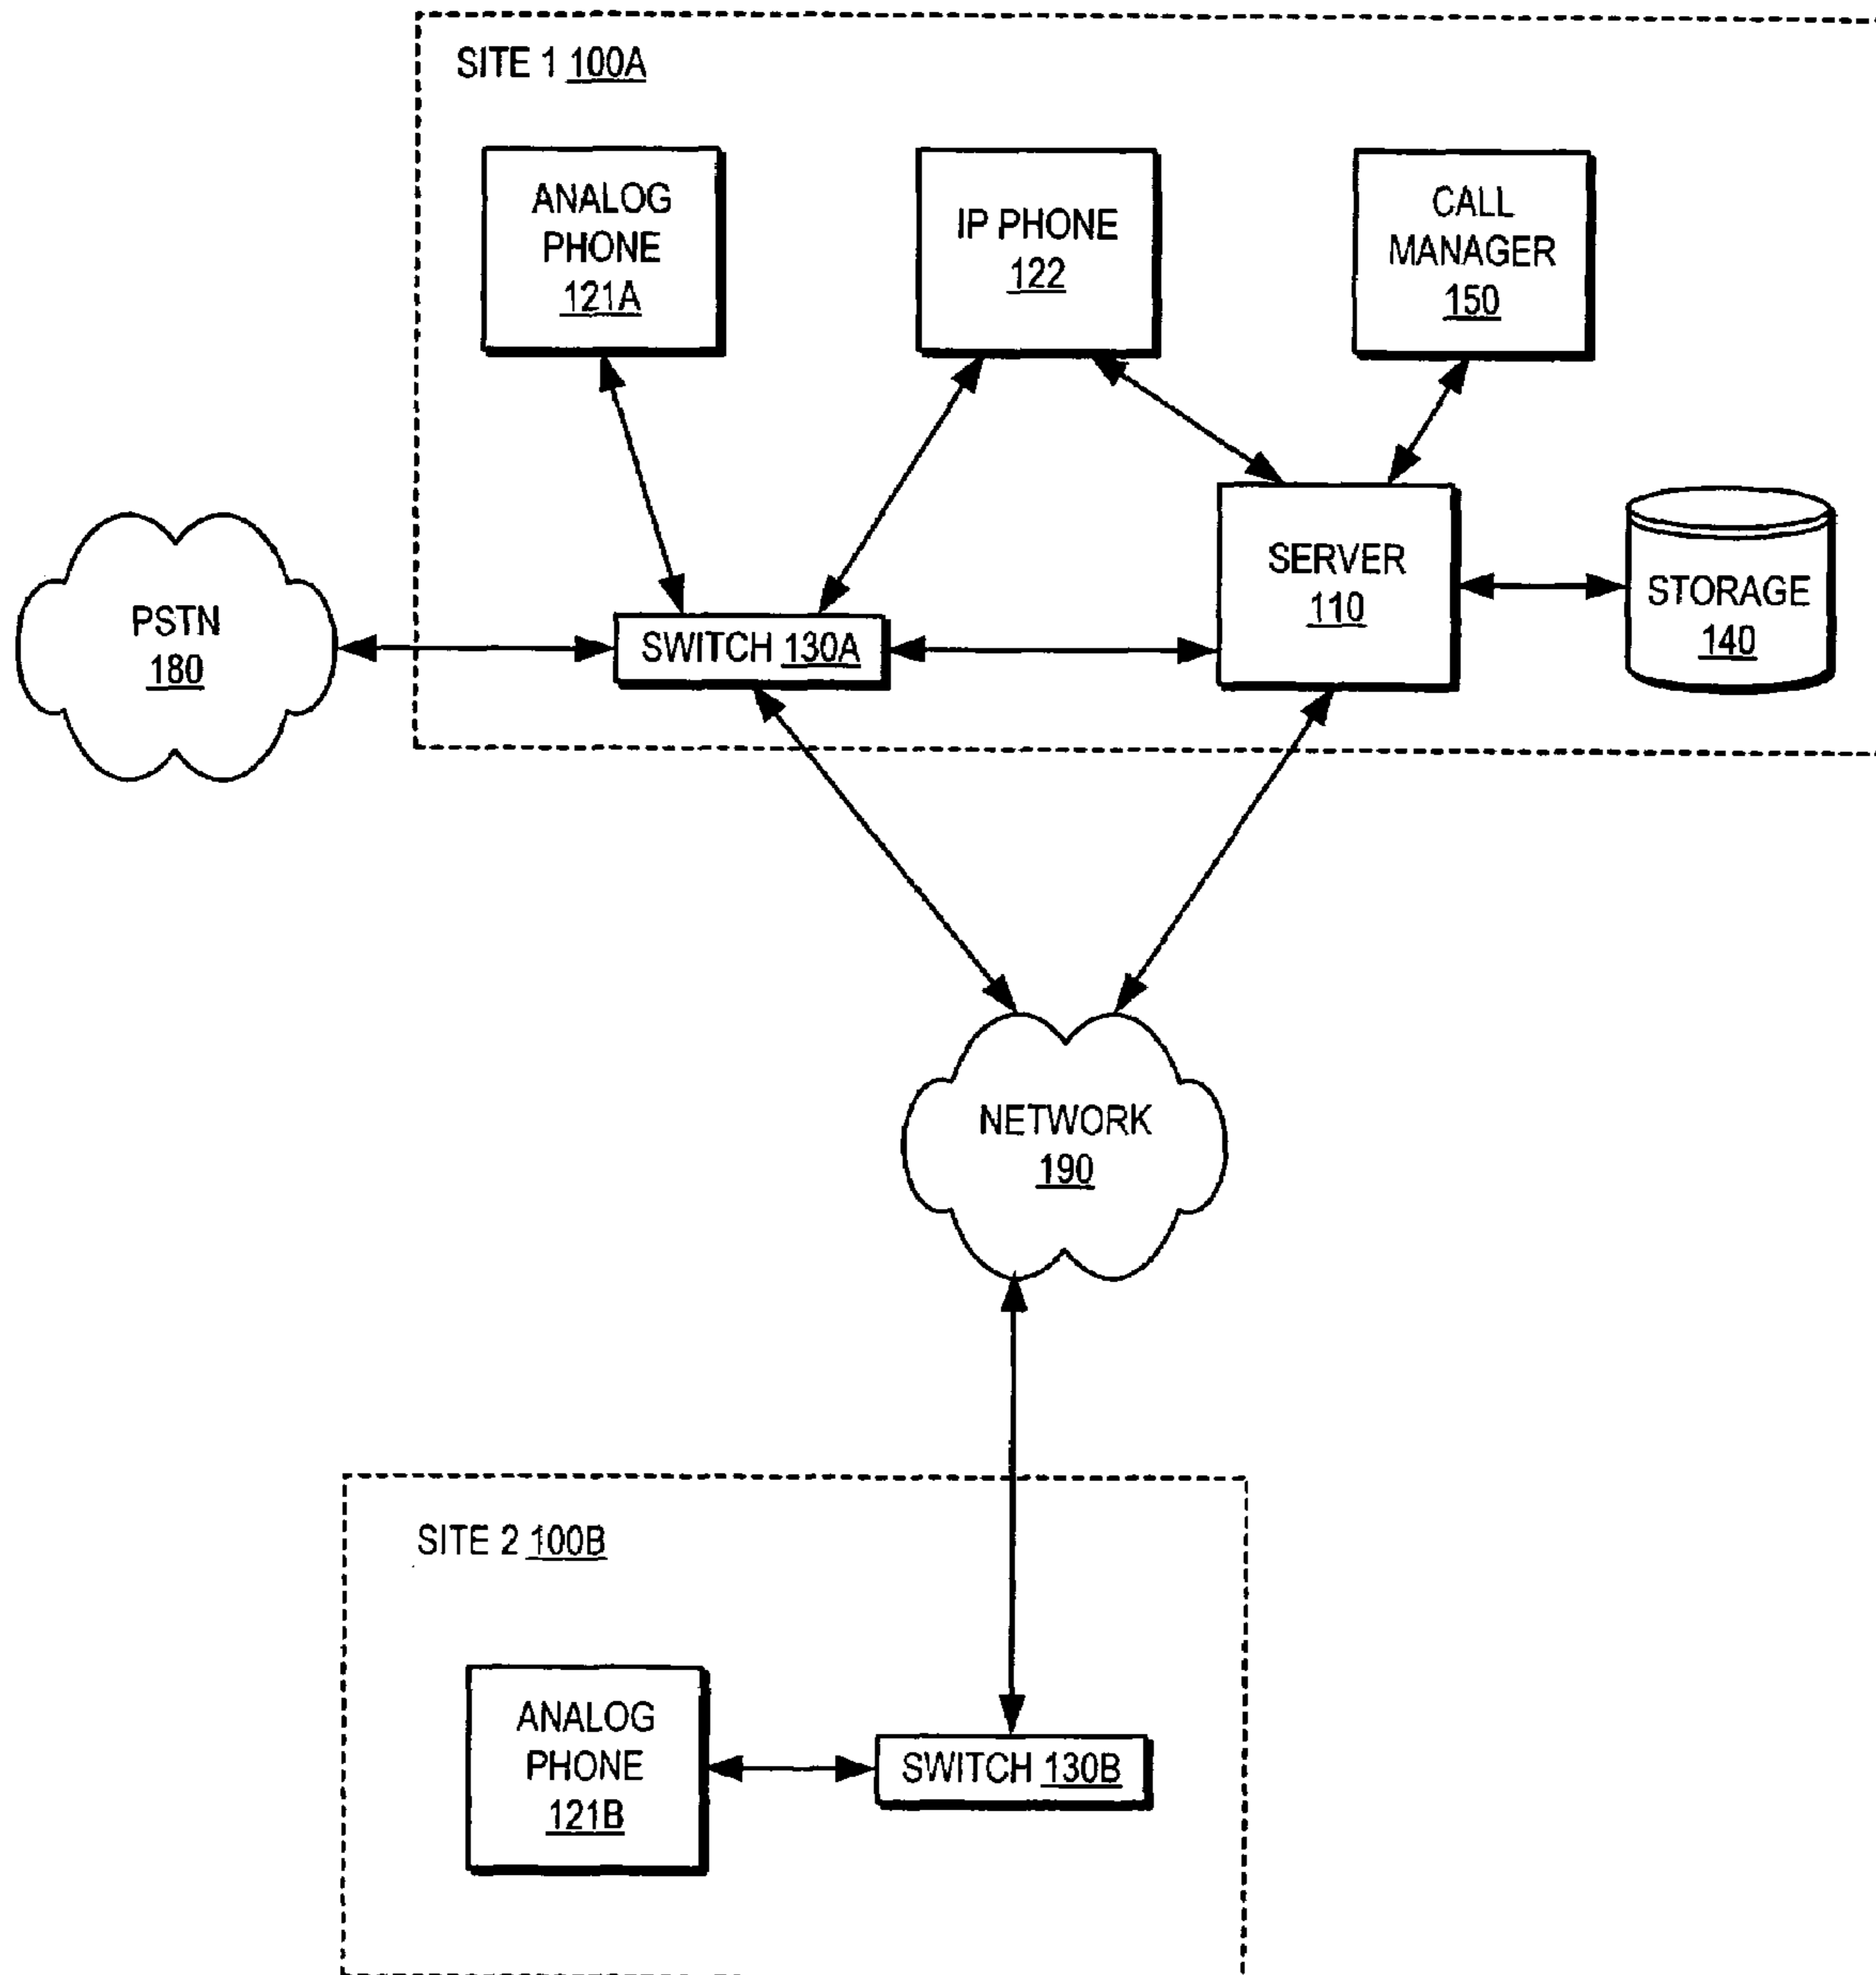 SITE 1 100A
ANALOG
PHONE
121A
IP PHONE
122
CALL
MANAGER
150
PSTN
180
SWITCH 130A
SERVER
110
STORAGE
140
NETWORK
190
SITE 2 100B
ANALOG
PHONE
121B
SWITCH 130B